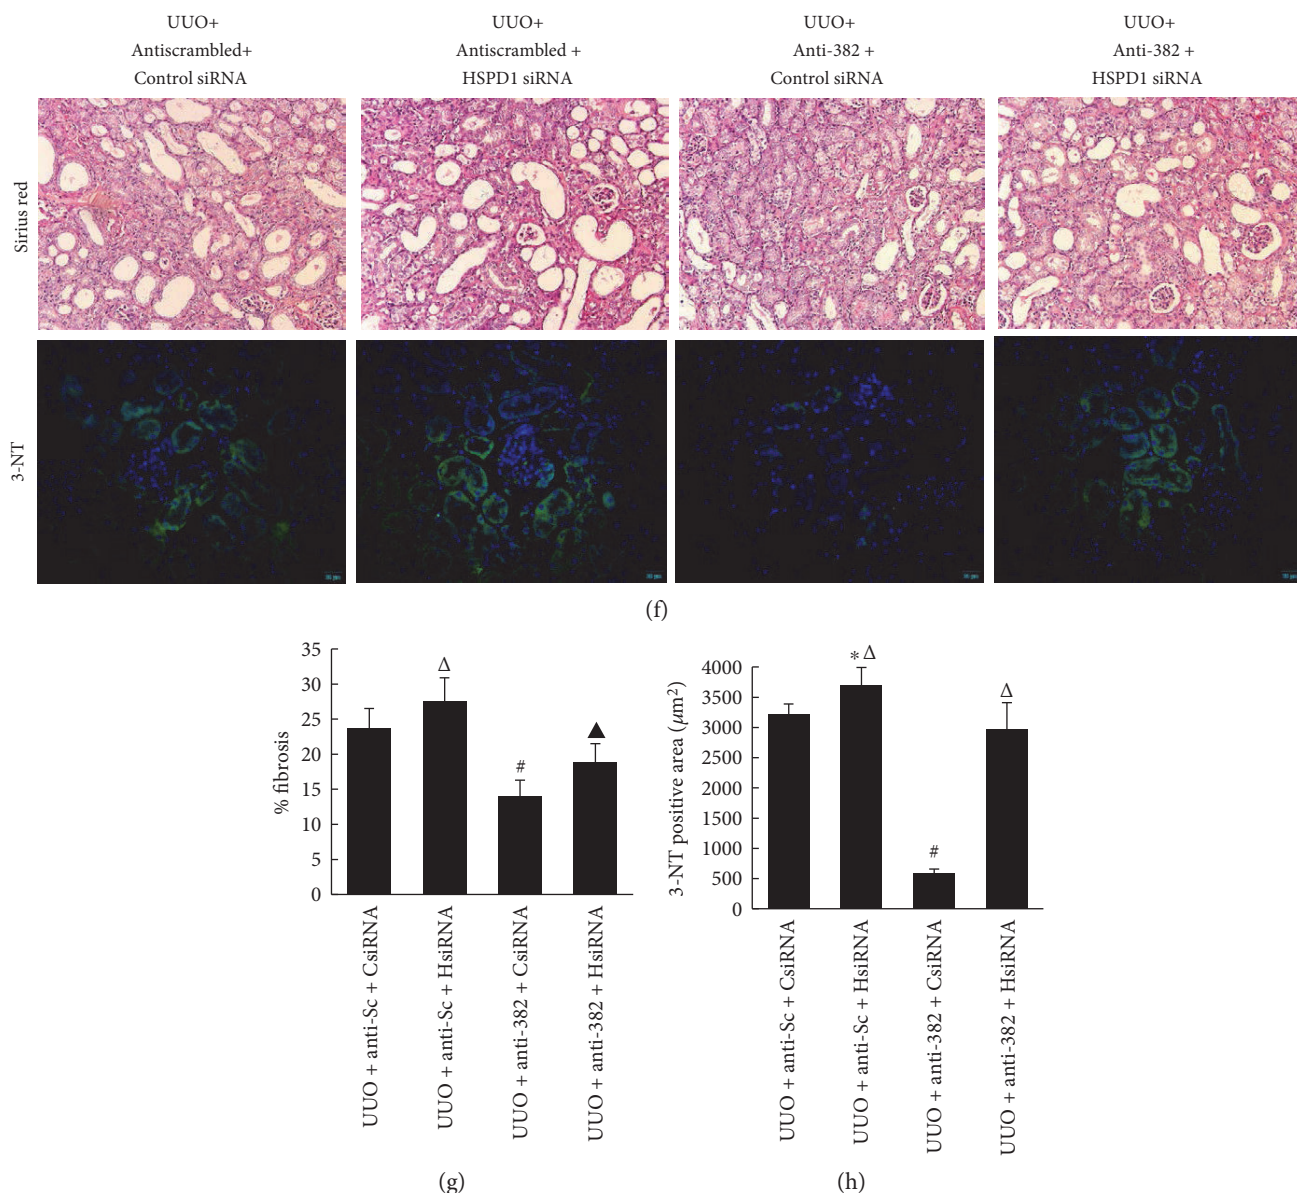 UUO+
Antiscrambled+
Control siRNA
UUO+
Antiscrambled +
HSPD1 siRNA
UUO+
Anti-382 +
Control siRNA
UUO+
Anti-382 +
HSPD1 siRNA
Sirius red
3-NT
(f)
% fibrosis
35
30
25
20
15
10
5
0
Δ
#
▲
UUO + anti-Sc + CsiRNA
UUO + anti-Sc + HsiRNA
UUO + anti-382 + CsiRNA
UUO + anti-382 + HsiRNA
(g)
3-NT positive area (μm²)
4000
3500
3000
2500
2000
1500
1000
500
0
* Δ
#
Δ
UUO + anti-Sc + CsiRNA
UUO + anti-Sc + HsiRNA
UUO + anti-382 + CsiRNA
UUO + anti-382 + HsiRNA
(h)